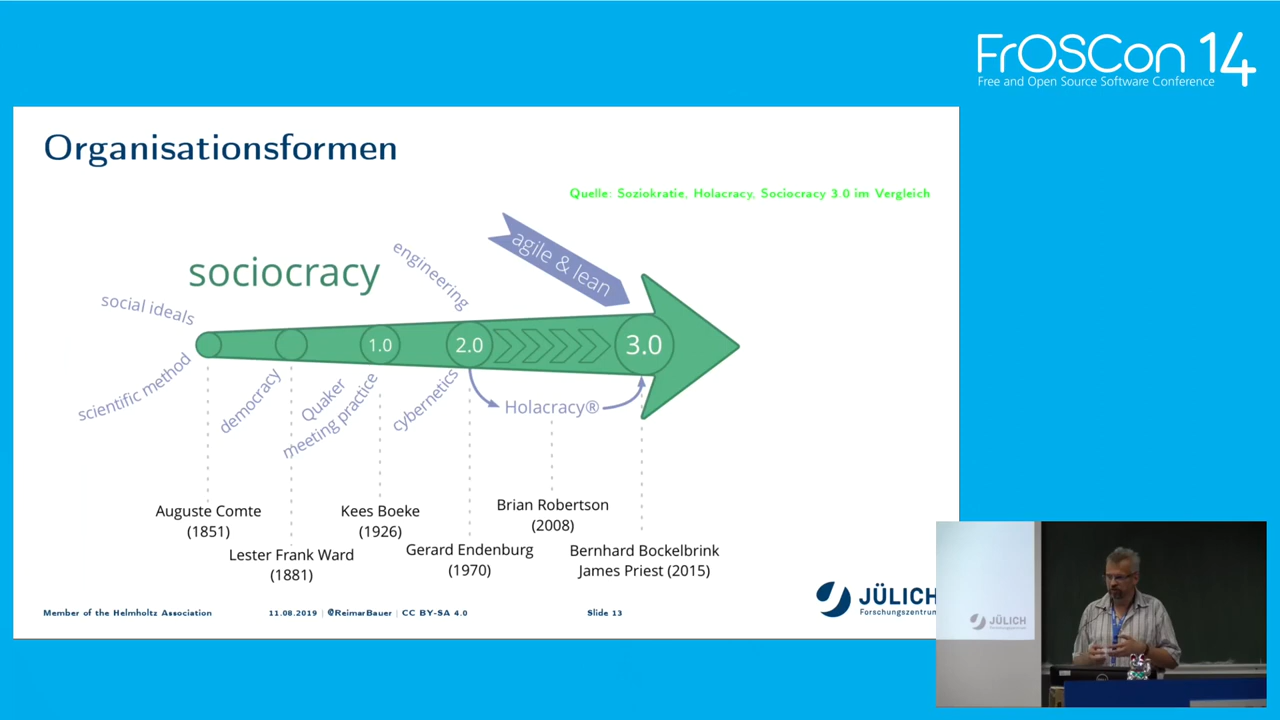 FrOSCon 14
Free and Open Source Software Conference
Organisationsformen
Quelle: Soziokratie, Holacracy, Sociocracy 3.0 im Vergleich
sociocracy
social ideals
scientific method
democracy
Quaker
meeting practice
engineering
cybernetics
agile & lean
1.0
2.0
3.0
Holacracy®
Auguste Comte
(1851)
Lester Frank Ward
(1881)
Kees Boeke
(1926)
Gerard Endenburg
(1970)
Brian Robertson
(2008)
Bernhard Bockelbrink
James Priest (2015)
Member of the Helmholtz Association
11.08.2019 | @ReimarBauer | CC BY-SA 4.0
Slide 13
JÜLICH
Forschungszentrum
JÜLICH
Forschungszentrum